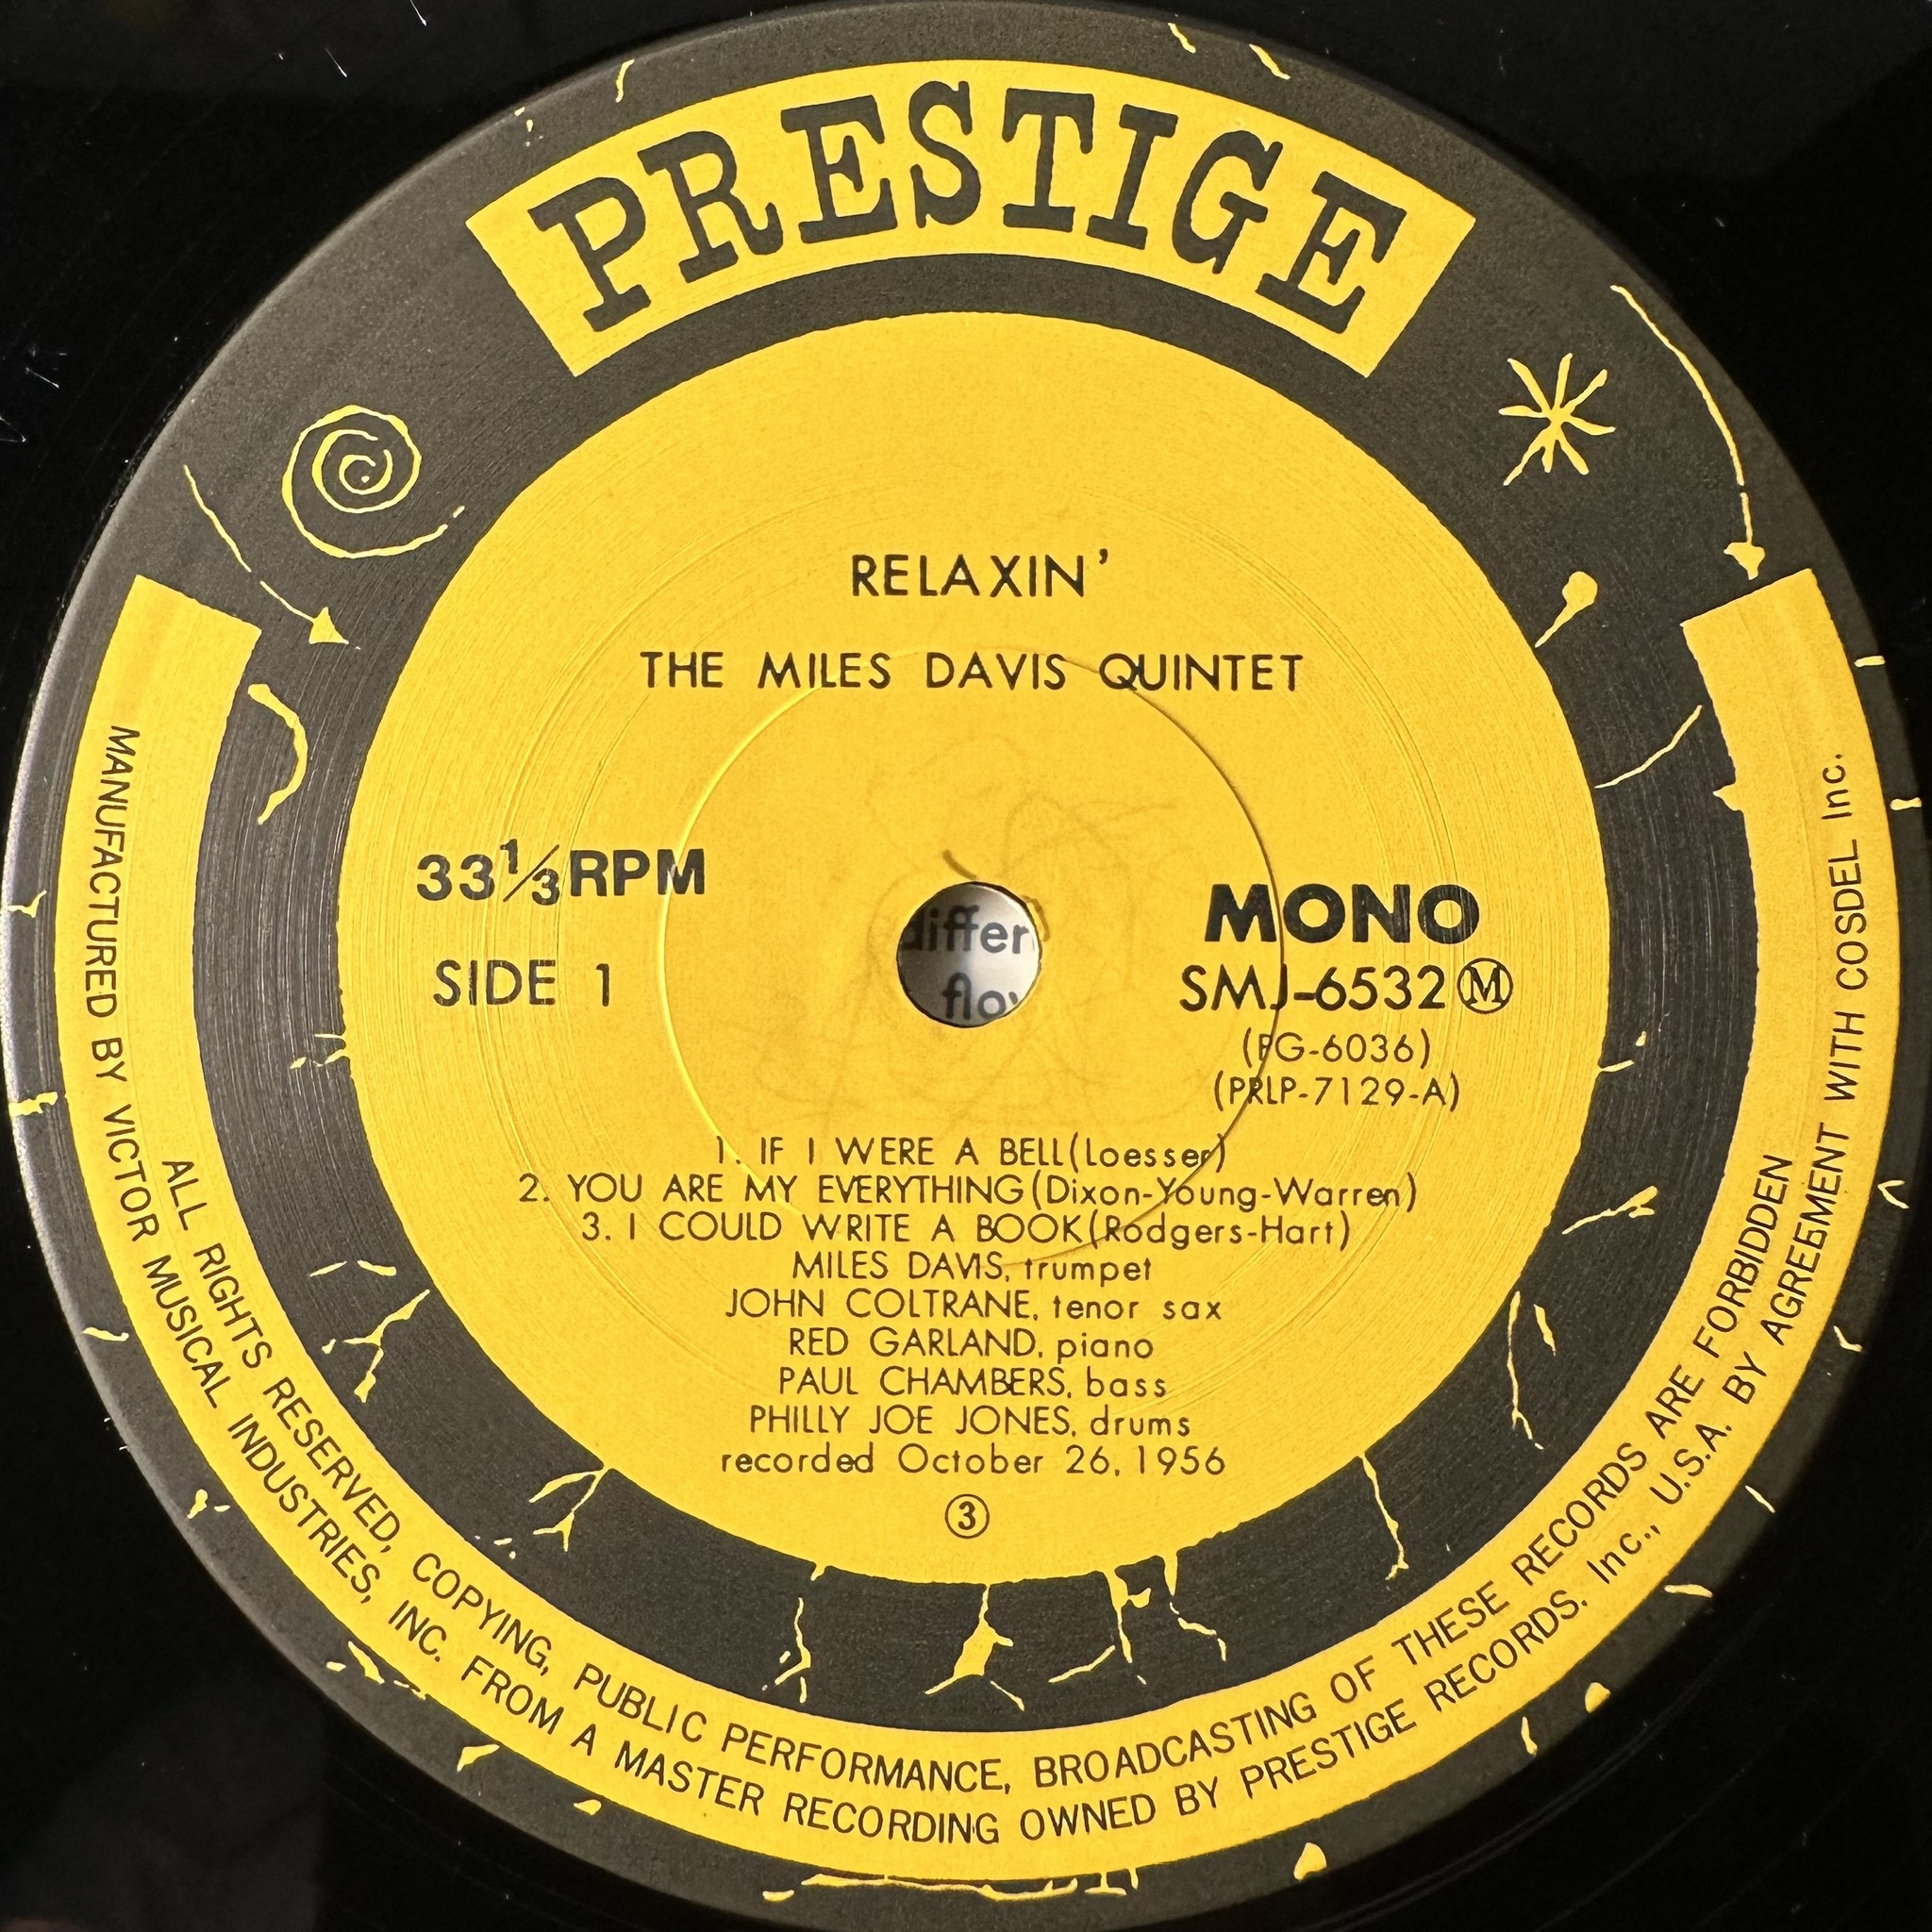 PRESTIGE
RELAXIN'
THE MILES DAVIS QUINTET
33⅓ RPM
SIDE 1
MONO
SMJ-6532Ⓜ
(PG-6036)
(PRLP-7129-A)
differ
flo
1. IF I WERE A BELL(Loesser)
2. YOU ARE MY EVERYTHING(Dixon-Young-Warren)
3. I COULD WRITE A BOOK(Rodgers-Hart)
MILES DAVIS, trumpet
JOHN COLTRANE, tenor sax
RED GARLAND, piano
PAUL CHAMBERS, bass
PHILLY JOE JONES, drums
recorded October 26, 1956
③
ALL RIGHTS RESERVED, COPYING, PUBLIC PERFORMANCE, BROADCASTING OF THESE RECORDS ARE FORBIDDEN
MANUFACTURED BY VICTOR MUSICAL INDUSTRIES, INC. FROM A MASTER RECORDING OWNED BY PRESTIGE RECORDS. Inc., U.S.A. BY AGREEMENT WITH COSDEL Inc.